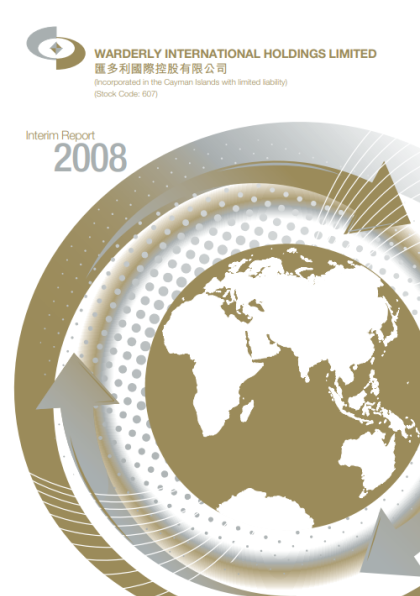 WARDERLY INTERNATIONAL HOLDINGS LIMITED
匯多利國際控股有限公司
(Incorporated in the Cayman Islands with limited liability)
(Stock Code: 607)
Interim Report
2008